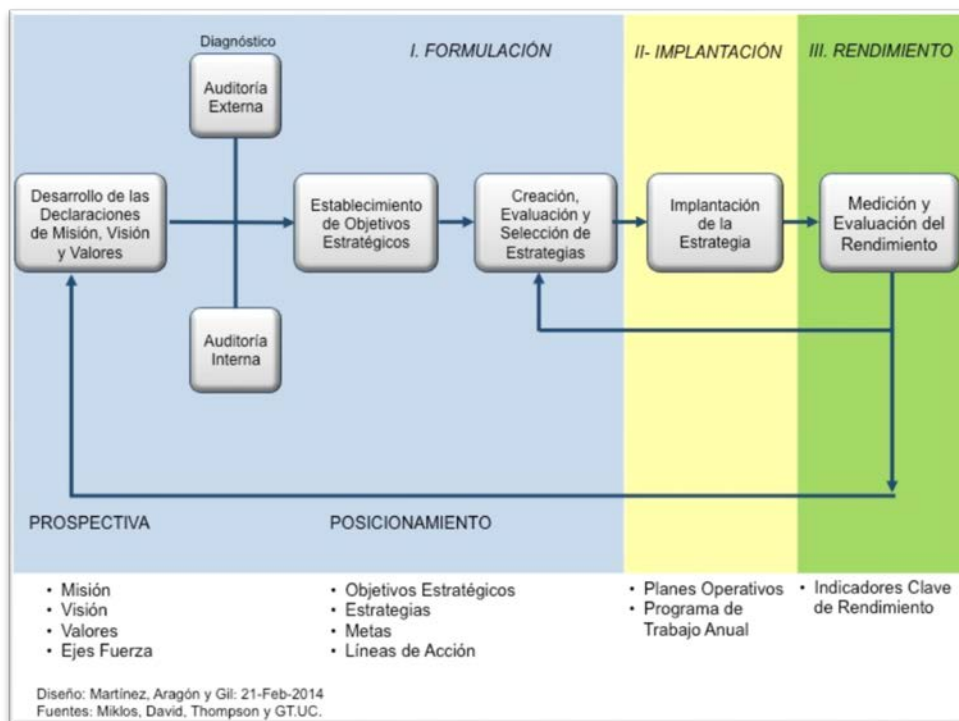 Diagnóstico
I. FORMULACIÓN
II- IMPLANTACIÓN
III. RENDIMIENTO
Auditoría
Externa
Desarrollo de las
Declaraciones
de Misión, Visión
y Valores
Establecimiento
de Objetivos
Estratégicos
Creación,
Evaluación y
Selección de
Estrategias
Implantación
de la
Estrategia
Medición y
Evaluación del
Rendimiento
Auditoría
Interna
PROSPECTIVA
POSICIONAMIENTO
• Misión
• Visión
• Valores
• Ejes Fuerza
• Objetivos Estratégicos
• Estrategias
• Metas
• Líneas de Acción
• Planes Operativos
• Programa de
Trabajo Anual
• Indicadores Clave
de Rendimiento
Diseño: Martínez, Aragón y Gil: 21-Feb-2014
Fuentes: Miklos, David, Thompson y GT.UC.